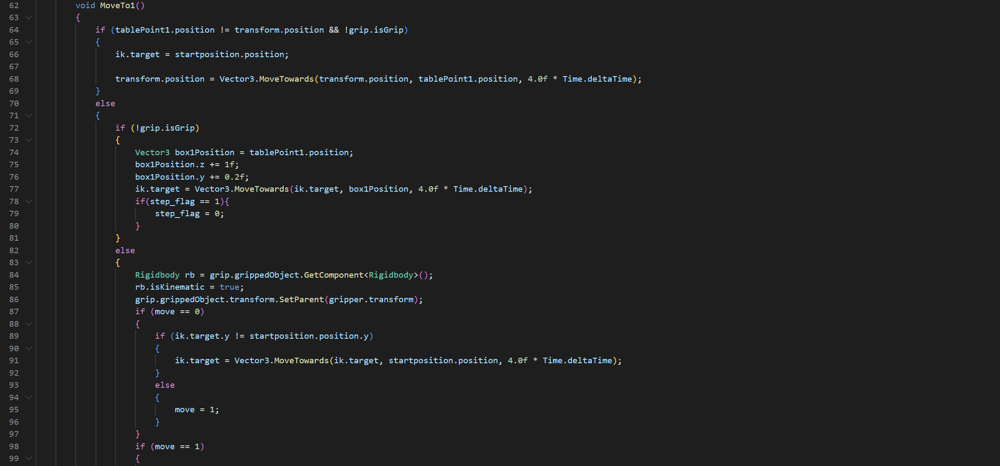 62 void MoveTo1()
63 {
64 if (tablePoint1.position != transform.position && !grip.isGrip)
65 {
66 ik.target = startposition.position;
67
68 transform.position = Vector3.MoveTowards(transform.position, tablePoint1.position, 4.0f * Time.deltaTime);
69 }
70 else
71 {
72 if (!grip.isGrip)
73 {
74 Vector3 box1Position = tablePoint1.position;
75 box1Position.z += 1f;
76 box1Position.y += 0.2f;
77 ik.target = Vector3.MoveTowards(ik.target, box1Position, 4.0f * Time.deltaTime);
78 if(step_flag == 1){
79 step_flag = 0;
80 }
81 }
82 else
83 {
84 Rigidbody rb = grip.grippedObject.GetComponent<Rigidbody>();
85 rb.isKinematic = true;
86 grip.grippedObject.transform.SetParent(gripper.transform);
87 if (move == 0)
88 {
89 if (ik.target.y != startposition.position.y)
90 {
91 ik.target = Vector3.MoveTowards(ik.target, startposition.position, 4.0f * Time.deltaTime);
92 }
93 else
94 {
95 move = 1;
96 }
97 }
98 if (move == 1)
99 {